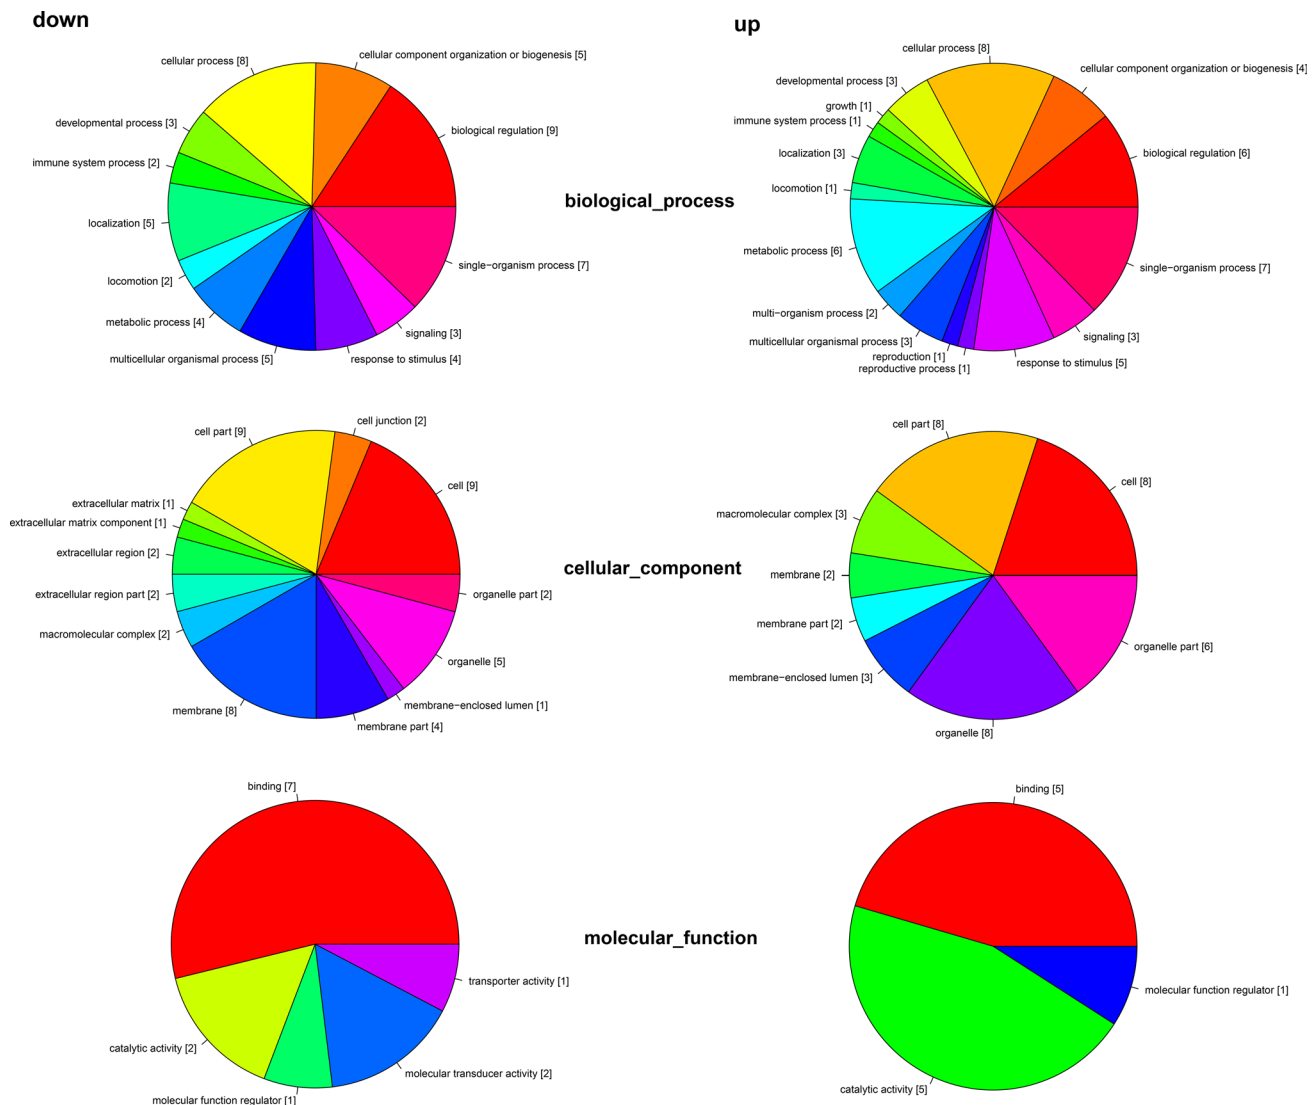 down
up
cellular component organization or biogenesis [5]
cellular process [8]
developmental process [3]
immune system process [2]
localization [5]
locomotion [2]
metabolic process [4]
multicellular organismal process [5]
response to stimulus [4]
signaling [3]
single−organism process [7]
biological regulation [9]
biological_process
cellular process [8]
cellular component organization or biogenesis [4]
developmental process [3]
growth [1]
immune system process [1]
localization [3]
locomotion [1]
metabolic process [6]
multi−organism process [2]
multicellular organismal process [3]
reproduction [1]
reproductive process [1]
response to stimulus [5]
signaling [3]
single−organism process [7]
biological regulation [6]
cell junction [2]
cell part [9]
extracellular matrix [1]
extracellular matrix component [1]
extracellular region [2]
extracellular region part [2]
macromolecular complex [2]
membrane [8]
membrane part [4]
membrane−enclosed lumen [1]
organelle [5]
organelle part [2]
cell [9]
cellular_component
cell part [8]
cell [8]
macromolecular complex [3]
membrane [2]
membrane part [2]
membrane−enclosed lumen [3]
organelle [8]
organelle part [6]
binding [7]
catalytic activity [2]
molecular function regulator [1]
molecular transducer activity [2]
transporter activity [1]
molecular_function
binding [5]
molecular function regulator [1]
catalytic activity [5]